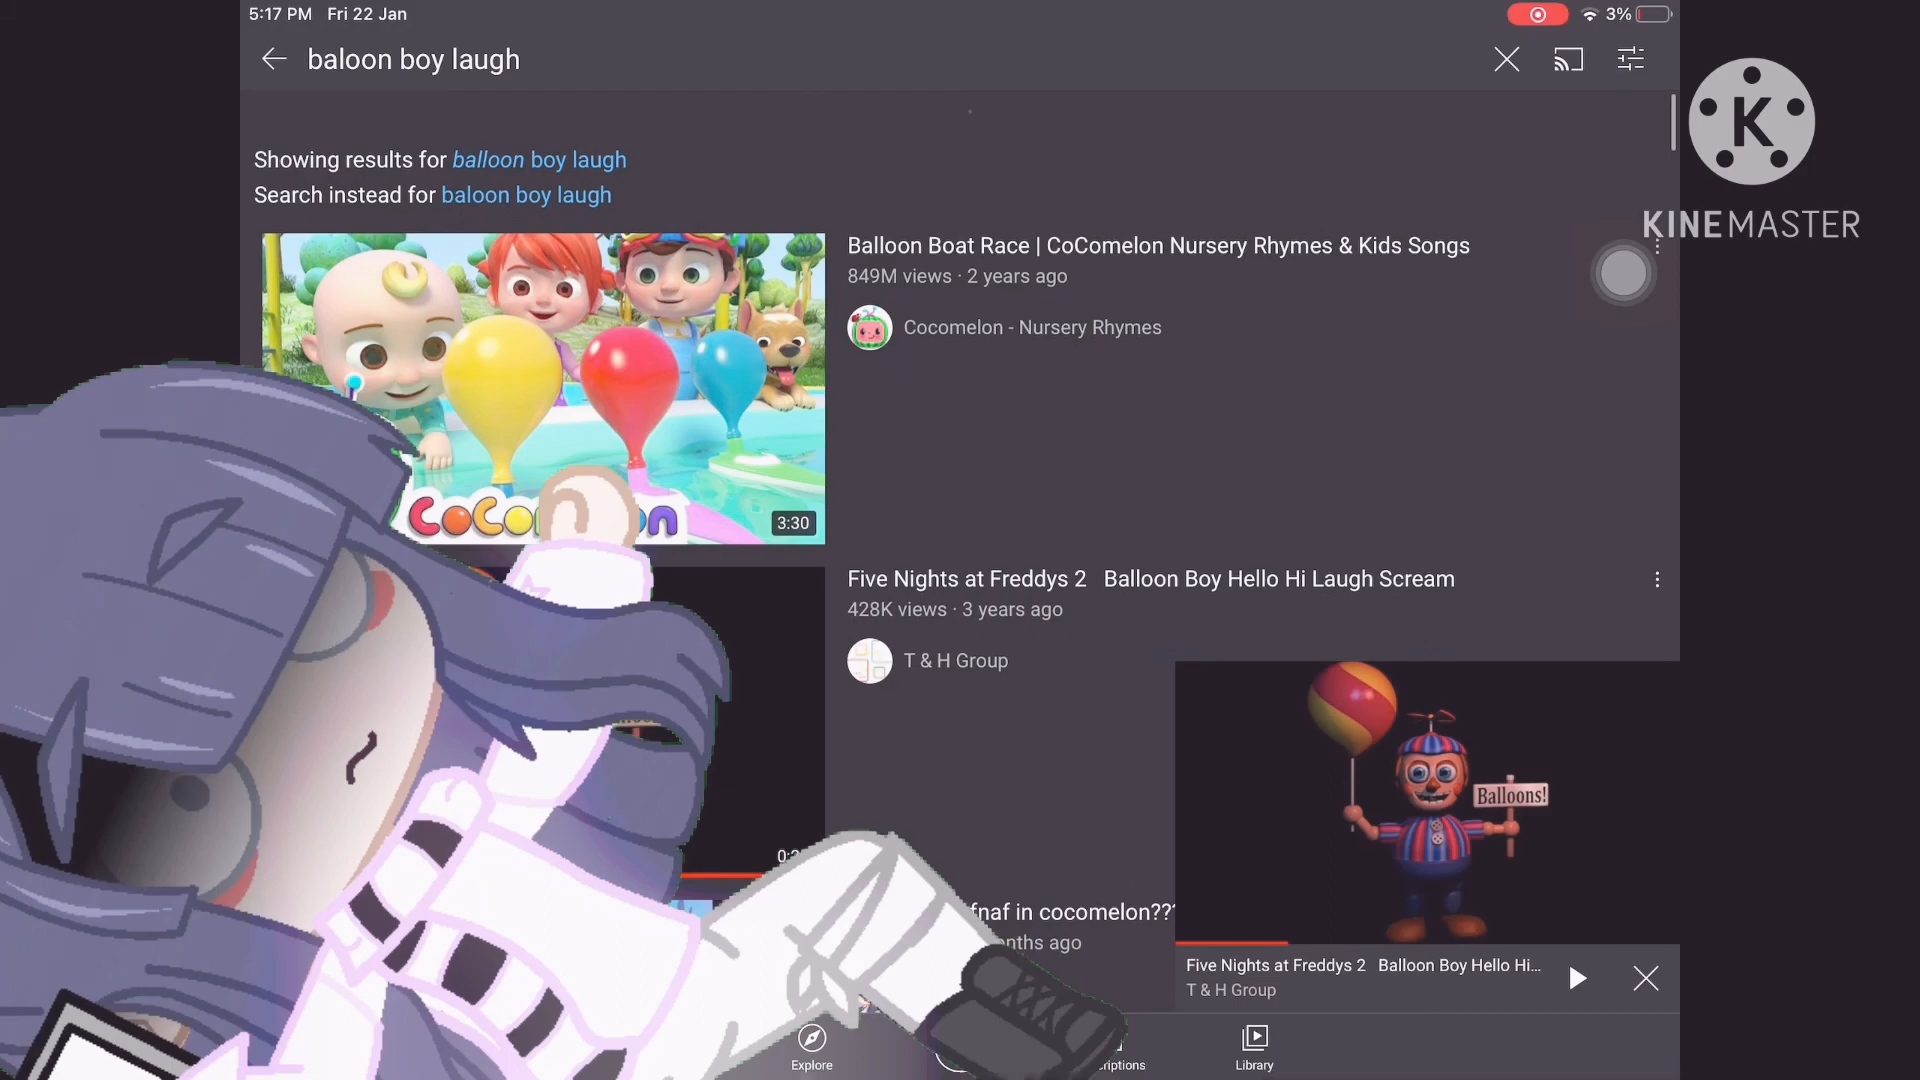 5:17 PM Fri 22 Jan
3%
baloon boy laugh
Showing results for balloon boy laugh
Search instead for baloon boy laugh
K
KINEMASTER
Balloon Boat Race | CoComelon Nursery Rhymes & Kids Songs
849M views · 2 years ago
Cocomelon - Nursery Rhymes
3:30
Five Nights at Freddys 2 Balloon Boy Hello Hi Laugh Scream
428K views · 3 years ago
T & H Group
Balloons!
fnaf in cocomelon???
ago
Five Nights at Freddys 2 Balloon Boy Hello Hi...
T & H Group
Explore
Library